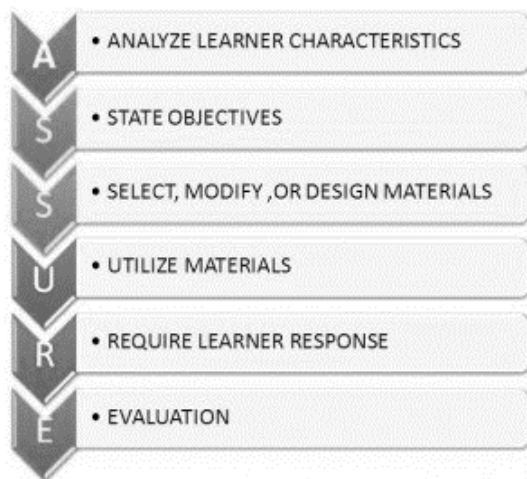 A
• ANALYZE LEARNER CHARACTERISTICS
S
• STATE OBJECTIVES
S
• SELECT, MODIFY ,OR DESIGN MATERIALS
U
• UTILIZE MATERIALS
R
• REQUIRE LEARNER RESPONSE
E
• EVALUATION